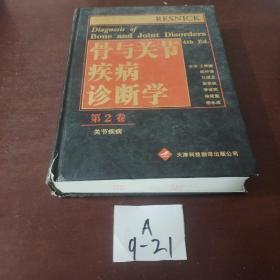 RESNICK
Diagnosis of
Bone and Joint Disorders
4th Ed.
骨与关节
疾病
诊断学
第2卷
关节疾病
天津科技翻译出版公司
A
9-21